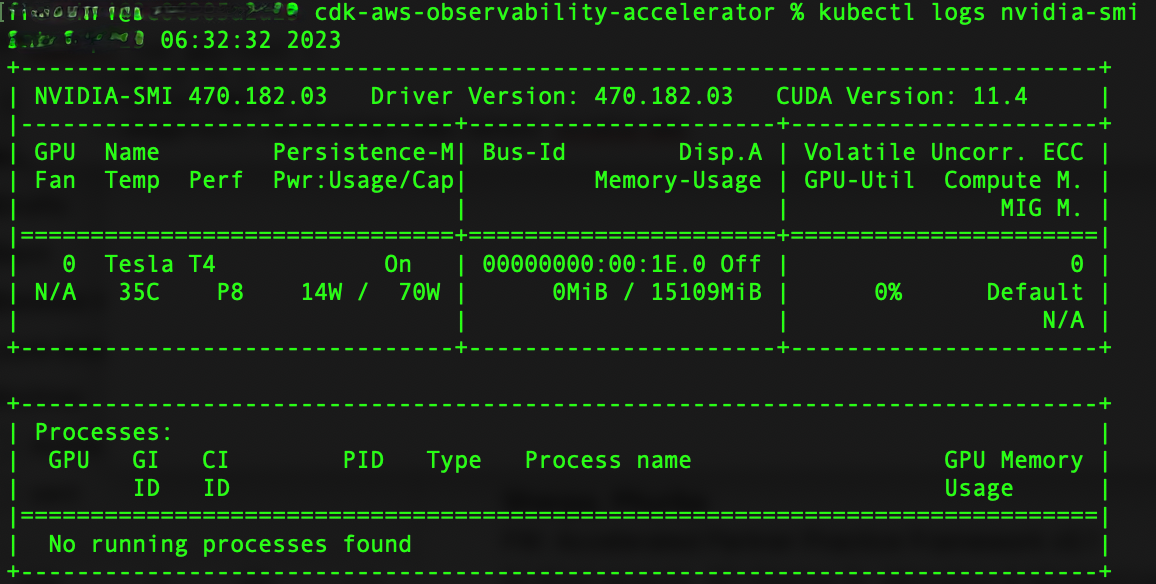 cdk-aws-observability-accelerator % kubectl logs nvidia-smi
06:32:32 2023
+-----------------------------------------------------------------------------+
| NVIDIA-SMI 470.182.03   Driver Version: 470.182.03   CUDA Version: 11.4     |
|-------------------------------+----------------------+----------------------+
| GPU  Name        Persistence-M| Bus-Id        Disp.A | Volatile Uncorr. ECC |
| Fan  Temp  Perf  Pwr:Usage/Cap|         Memory-Usage | GPU-Util  Compute M. |
|                               |                      |               MIG M. |
|===============================+======================+======================|
|   0  Tesla T4            On   | 00000000:00:1E.0 Off |                    0 |
| N/A   35C    P8    14W /  70W |      0MiB / 15109MiB |      0%      Default |
|                               |                      |                  N/A |
+-------------------------------+----------------------+----------------------+
+-----------------------------------------------------------------------------+
| Processes:                                                                  |
|  GPU   GI   CI        PID   Type   Process name                  GPU Memory |
|        ID   ID                                                   Usage      |
|=============================================================================|
|  No running processes found                                                 |
+-----------------------------------------------------------------------------+